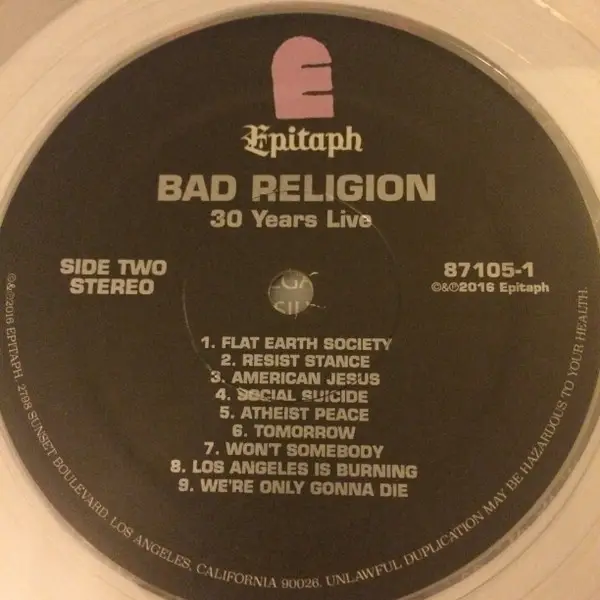 E
Epitaph
BAD RELIGION
30 Years Live
SIDE TWO
STEREO
87105-1
©&℗2016 Epitaph
1. FLAT EARTH SOCIETY
2. RESIST STANCE
3. AMERICAN JESUS
4. SOCIAL SUICIDE
5. ATHEIST PEACE
6. TOMORROW
7. WON'T SOMEBODY
8. LOS ANGELES IS BURNING
9. WE'RE ONLY GONNA DIE
©&℗2016 EPITAPH, 2798 SUNSET BOULEVARD, LOS ANGELES, CALIFORNIA 90026. UNLAWFUL DUPLICATION MAY BE HAZARDOUS TO YOUR HEALTH.